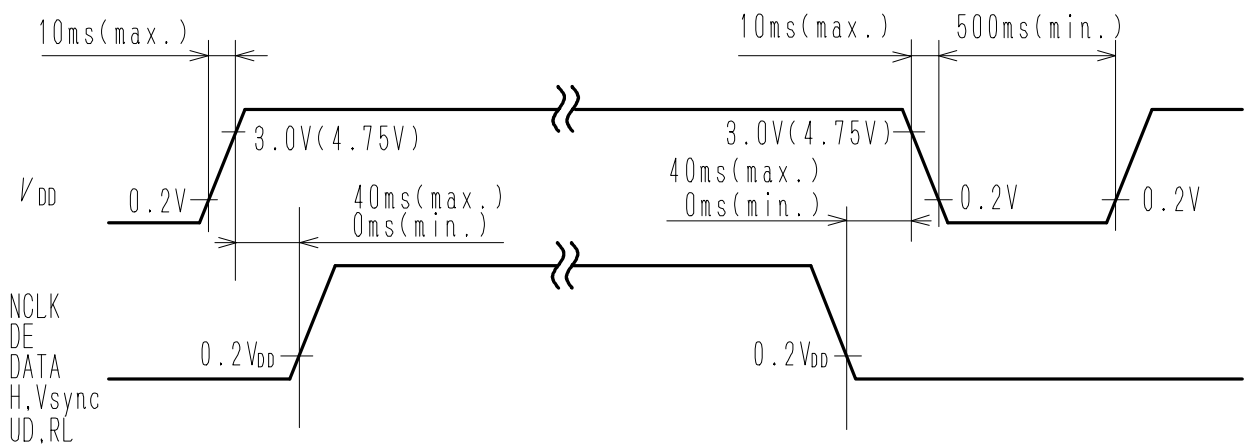 10ms(max.)
10ms(max.)
500ms(min.)
3.0V(4.75V)
3.0V(4.75V)
VDD
0.2V
40ms(max.)
0ms(min.)
40ms(max.)
0ms(min.)
0.2V
0.2V
NCLK
DE
DATA
H,Vsync
UD,RL
0.2VDD
0.2VDD